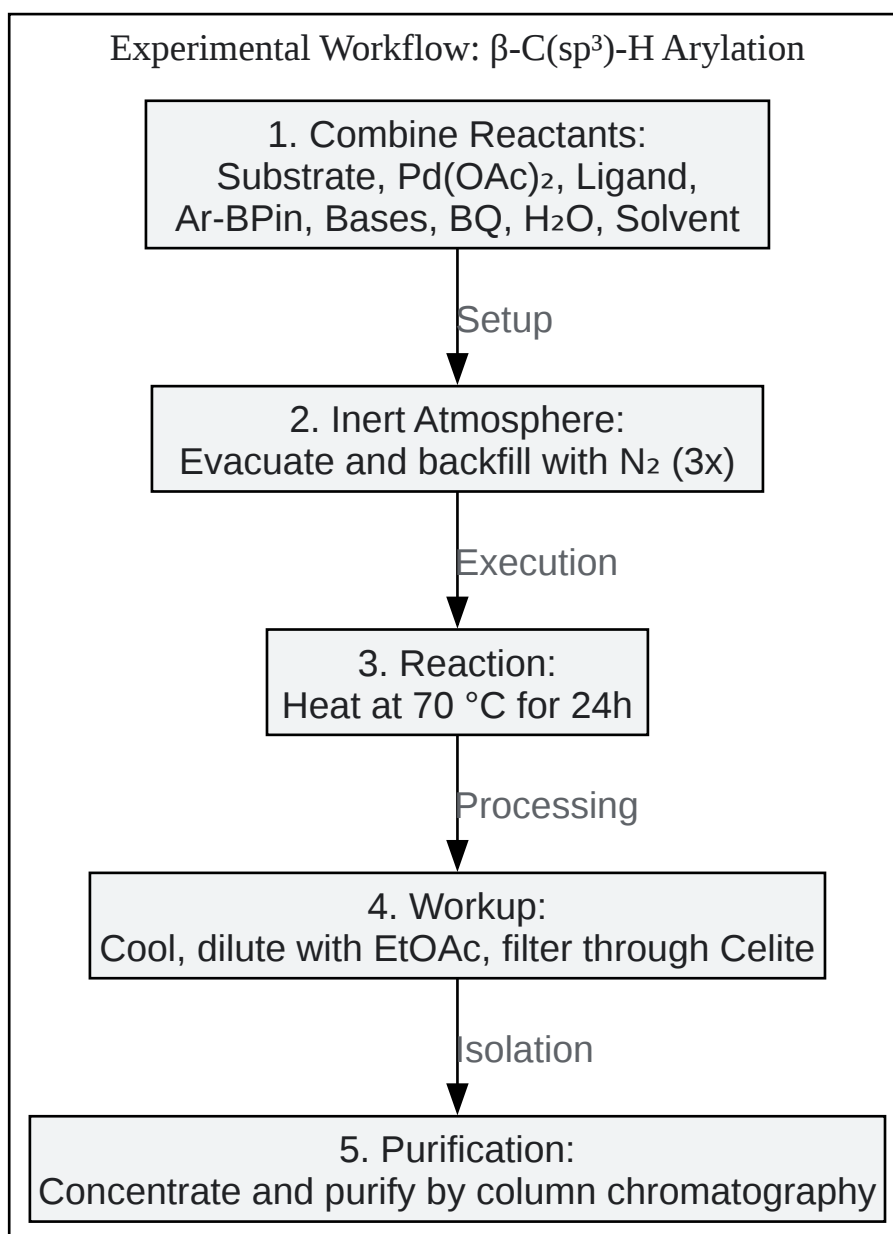 Experimental Workflow: β-C(sp³)-H Arylation
1. Combine Reactants:
Substrate, Pd(OAc)₂, Ligand,
Ar-BPin, Bases, BQ, H₂O, Solvent
Setup
2. Inert Atmosphere:
Evacuate and backfill with N₂ (3x)
Execution
3. Reaction:
Heat at 70 °C for 24h
Processing
4. Workup:
Cool, dilute with EtOAc, filter through Celite
Isolation
5. Purification:
Concentrate and purify by column chromatography